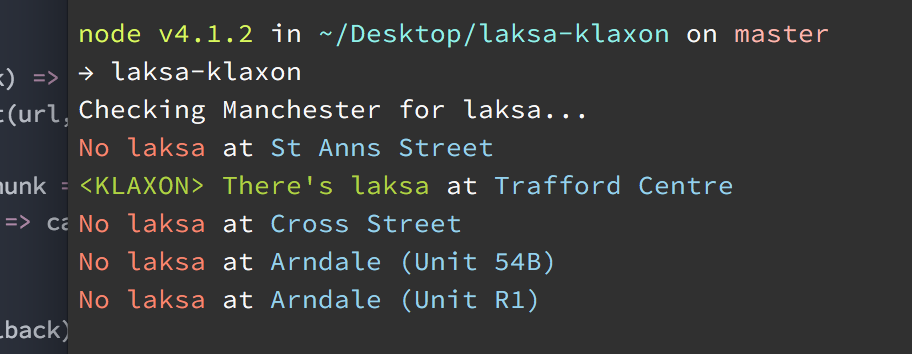 node v4.1.2 in ~/Desktop/laksa-klaxon on master
→ laksa-klaxon
) =>
Checking Manchester for laksa...
t(url,
No laksa at St Anns Street
unk =
<KLAXON> There's laksa at Trafford Centre
=> ca
No laksa at Cross Street
No laksa at Arndale (Unit 54B)
No laksa at Arndale (Unit R1)
lback)